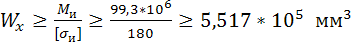 Wₓ ≥ Mи/[σи] ≥ 99,3*10⁶/180 ≥ 5,517 * 10⁵ мм³